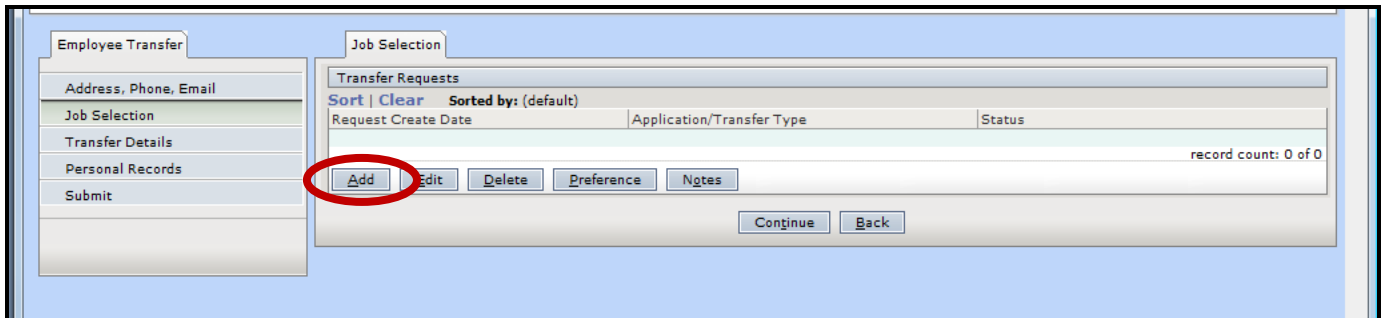 Employee Transfer
Address, Phone, Email
Job Selection
Transfer Details
Personal Records
Submit
Job Selection
Transfer Requests
Sort | Clear Sorted by: (default)
Request Create Date Application/Transfer Type Status
record count: 0 of 0
Add Edit Delete Preference Notes
Continue Back